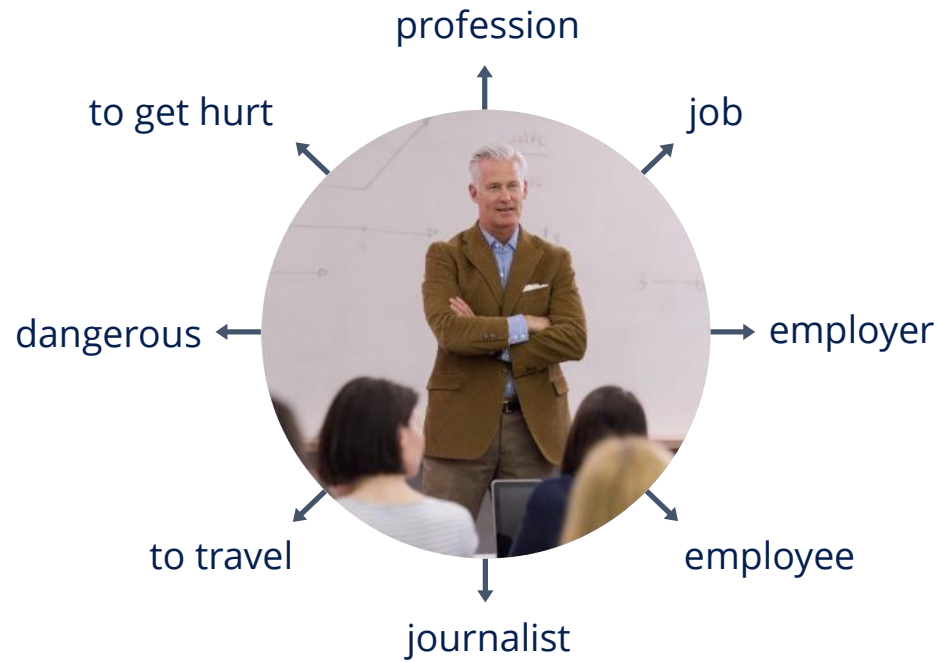 profession
to get hurt
job
dangerous
employer
to travel
employee
journalist